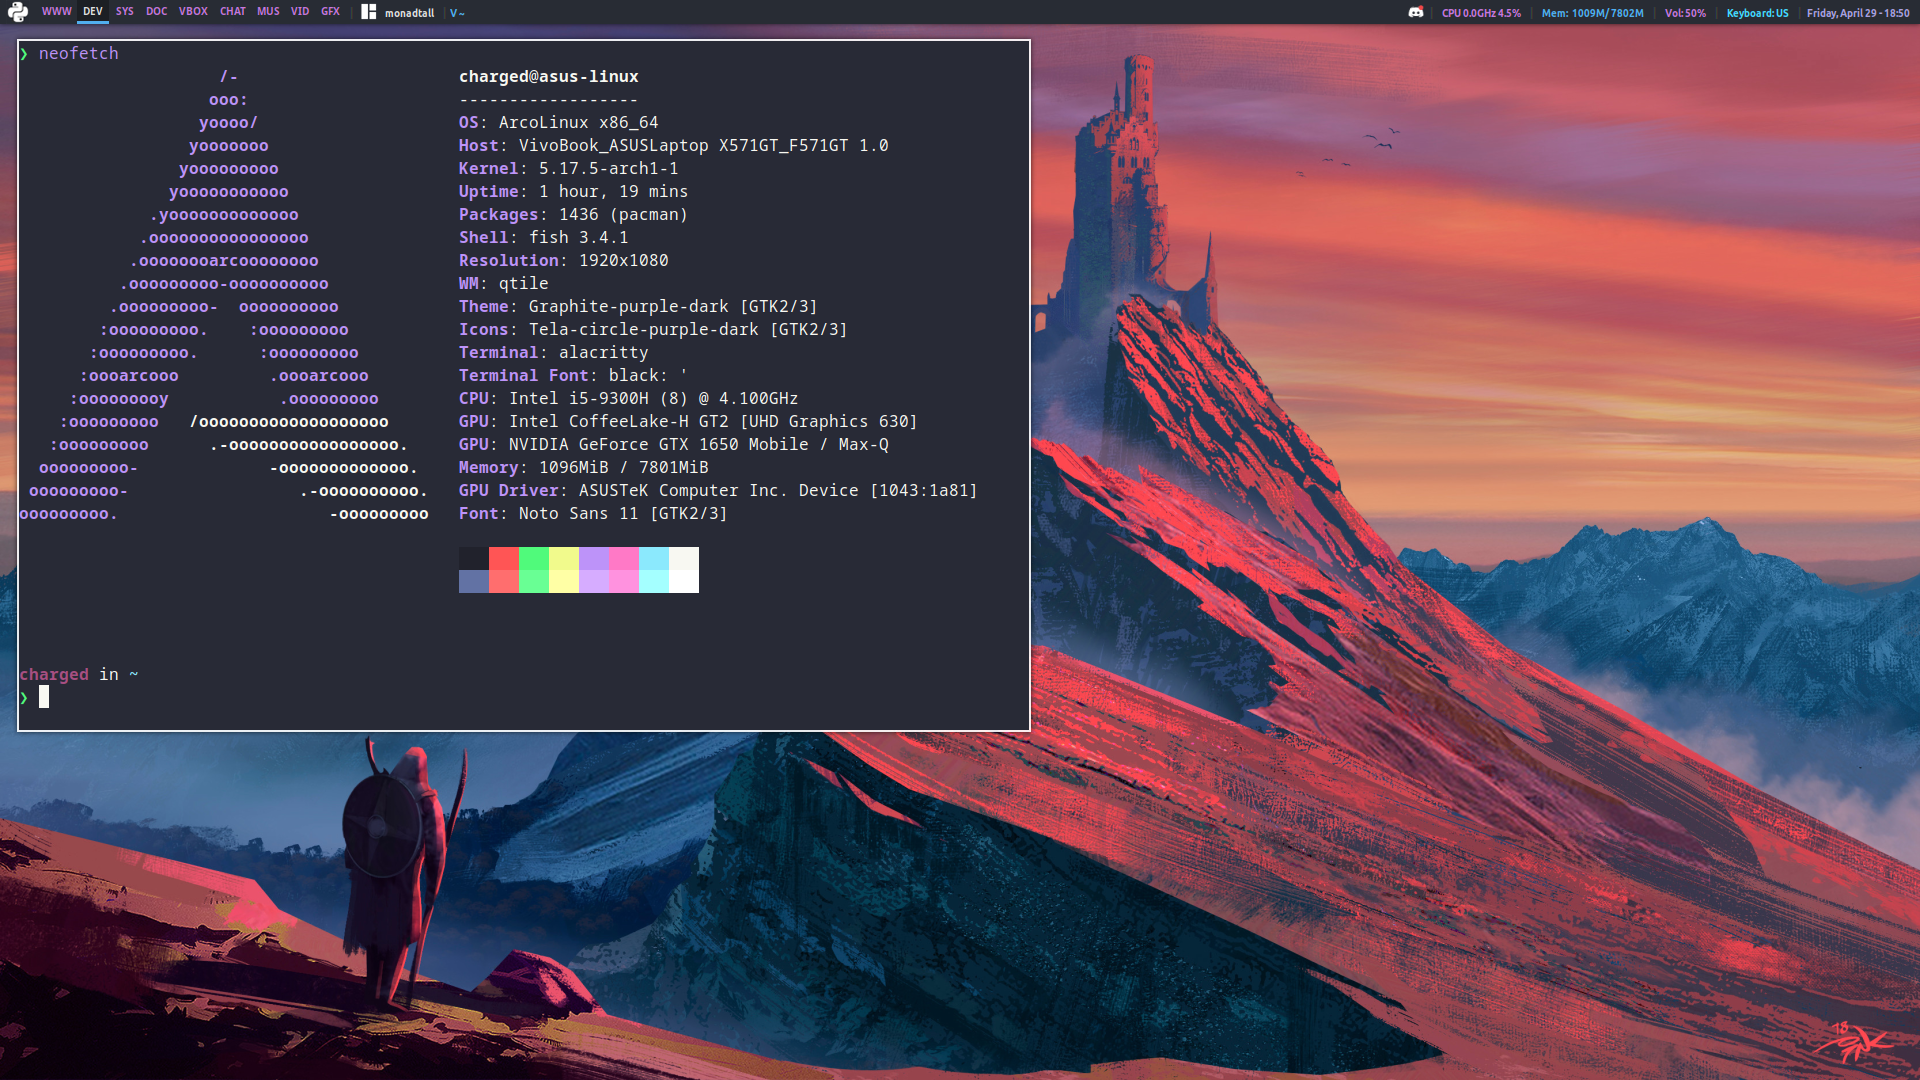 WWW DEV SYS DOC VBOX CHAT MUS VID GFX | monadtall | V ~ | CPU 0.0GHz 4.5% | Mem: 1009M/7802M | Vol: 50% | Keyboard: US | Friday, April 29 - 18:50
❯ neofetch
/- charged@asus-linux
ooo: ------------------
yoooo/ OS: ArcoLinux x86_64
yooooooo Host: VivoBook_ASUSLaptop X571GT_F571GT 1.0
yooooooooo Kernel: 5.17.5-arch1-1
yooooooooooo Uptime: 1 hour, 19 mins
.yooooooooooooo Packages: 1436 (pacman)
.oooooooooooooooo Shell: fish 3.4.1
.oooooooarcoooooooo Resolution: 1920x1080
.ooooooooo-oooooooooo WM: qtile
.ooooooooo-  oooooooooo Theme: Graphite-purple-dark [GTK2/3]
:ooooooooo.    :ooooooooo Icons: Tela-circle-purple-dark [GTK2/3]
:ooooooooo.      :ooooooooo Terminal: alacritty
:oooarcooo         .oooarcooo Terminal Font: black: '
:ooooooooy           .ooooooooo CPU: Intel i5-9300H (8) @ 4.100GHz
:ooooooooo   /ooooooooooooooooooo GPU: Intel CoffeeLake-H GT2 [UHD Graphics 630]
:ooooooooo      .-ooooooooooooooooo. GPU: NVIDIA GeForce GTX 1650 Mobile / Max-Q
ooooooooo-             -ooooooooooooo. Memory: 1096MiB / 7801MiB
ooooooooo-                 .-oooooooooo. GPU Driver: ASUSTeK Computer Inc. Device [1043:1a81]
ooooooooo.                     -ooooooooo Font: Noto Sans 11 [GTK2/3]
charged in ~
❯